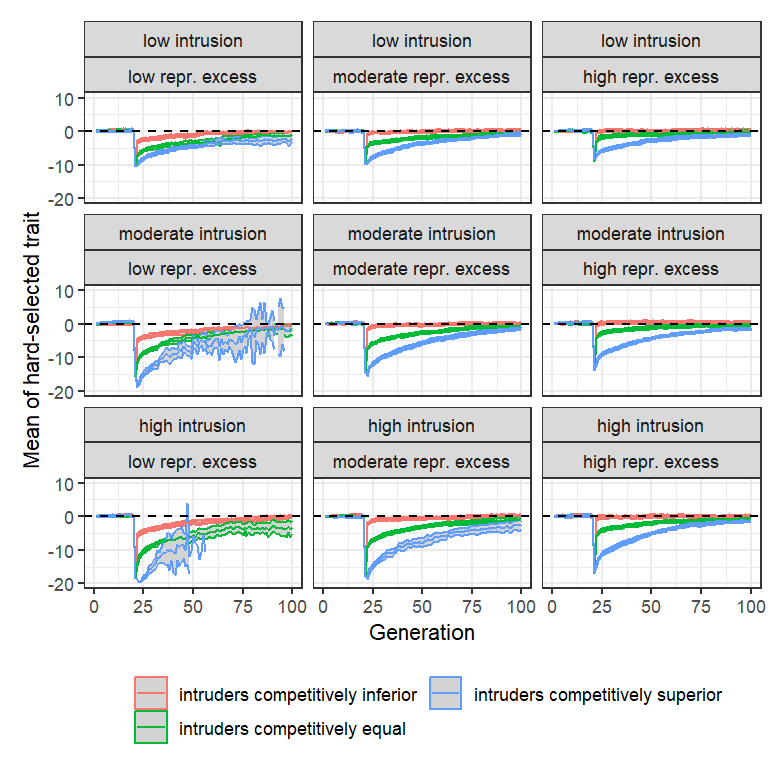 low intrusion
low intrusion
low intrusion
low repr. excess
moderate repr. excess
high repr. excess
10
0
-10
-20
moderate intrusion
moderate intrusion
moderate intrusion
low repr. excess
moderate repr. excess
high repr. excess
10
0
-10
-20
high intrusion
high intrusion
high intrusion
low repr. excess
moderate repr. excess
high repr. excess
10
0
-10
-20
Mean of hard-selected trait
0 25 50 75 100
0 25 50 75 100
0 25 50 75 100
Generation
intruders competitively inferior
intruders competitively superior
intruders competitively equal